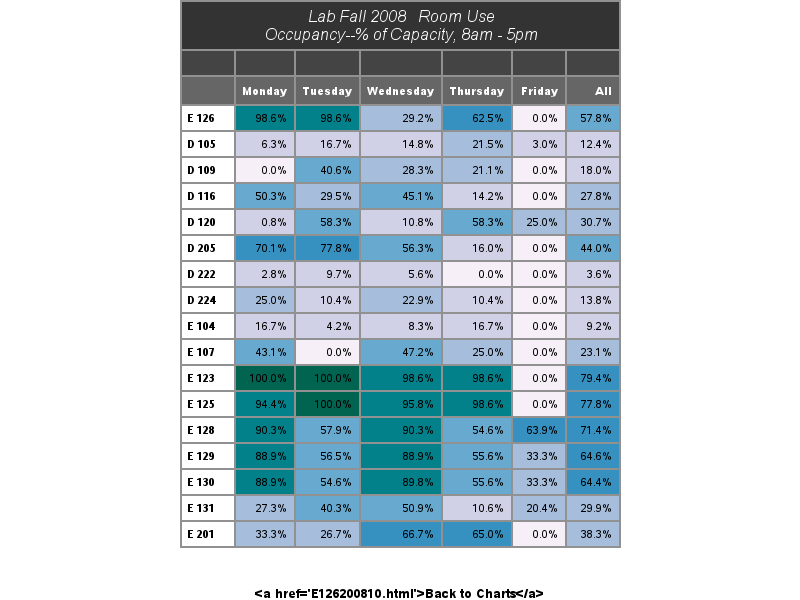 Lab Fall 2008 Room Use
Occupancy--% of Capacity, 8am - 5pm
Monday Tuesday Wednesday Thursday Friday All
E 126 98.6% 98.6% 29.2% 62.5% 0.0% 57.8%
D 105 6.3% 16.7% 14.8% 21.5% 3.0% 12.4%
D 109 0.0% 40.6% 28.3% 21.1% 0.0% 18.0%
D 116 50.3% 29.5% 45.1% 14.2% 0.0% 27.8%
D 120 0.8% 58.3% 10.8% 58.3% 25.0% 30.7%
D 205 70.1% 77.8% 56.3% 16.0% 0.0% 44.0%
D 222 2.8% 9.7% 5.6% 0.0% 0.0% 3.6%
D 224 25.0% 10.4% 22.9% 10.4% 0.0% 13.8%
E 104 16.7% 4.2% 8.3% 16.7% 0.0% 9.2%
E 107 43.1% 0.0% 47.2% 25.0% 0.0% 23.1%
E 123 100.0% 100.0% 98.6% 98.6% 0.0% 79.4%
E 125 94.4% 100.0% 95.8% 98.6% 0.0% 77.8%
E 128 90.3% 57.9% 90.3% 54.6% 63.9% 71.4%
E 129 88.9% 56.5% 88.9% 55.6% 33.3% 64.6%
E 130 88.9% 54.6% 89.8% 55.6% 33.3% 64.4%
E 131 27.3% 40.3% 50.9% 10.6% 20.4% 29.9%
E 201 33.3% 26.7% 66.7% 65.0% 0.0% 38.3%
&lt;a href='E126200810.html'&gt;Back to Charts&lt;/a&gt;